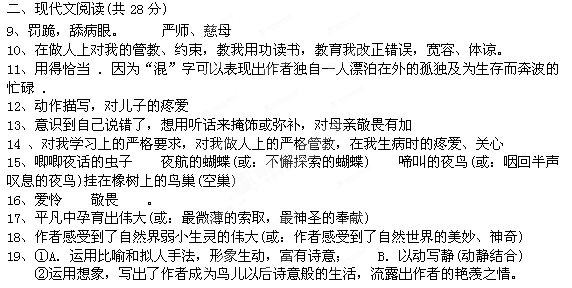 二、现代文阅读(共 28 分)
9、罚跪，舔病眼。 严师、慈母
10、在做人上对我的管教、约束，教我用功读书，教育我改正错误，宽容、体谅。
11、用得恰当．因为“混”字可以表现出作者独自一人漂泊在外的孤独及为生存而奔波的
忙碌．
12、动作描写，对儿子的疼爱
13、意识到自己说错了，想用听话来掩饰或弥补，对母亲敬畏有加
14 、对我学习上的严格要求，对我做人上的严格管教，在我生病时的疼爱、关心
15、唧唧夜话的虫子 夜航的蝴蝶(或：不懈探索的蝴蝶) 啼叫的夜鸟(或：咽回半声
叹息的夜鸟)挂在橡树上的鸟巢(空巢)
16、爱怜 敬畏 。
17、平凡中孕育出伟大(或：最微薄的索取，最神圣的奉献)
18、作者感受到了自然界弱小生灵的伟大(或：作者感受到了自然世界的美妙、神奇)
19、①A．运用比喻和拟人手法，形象生动，富有诗意； B．以动写静(动静结合)
②运用想象，写出了作者成为鸟儿以后诗意般的生活，流露出作者的艳羡之情。